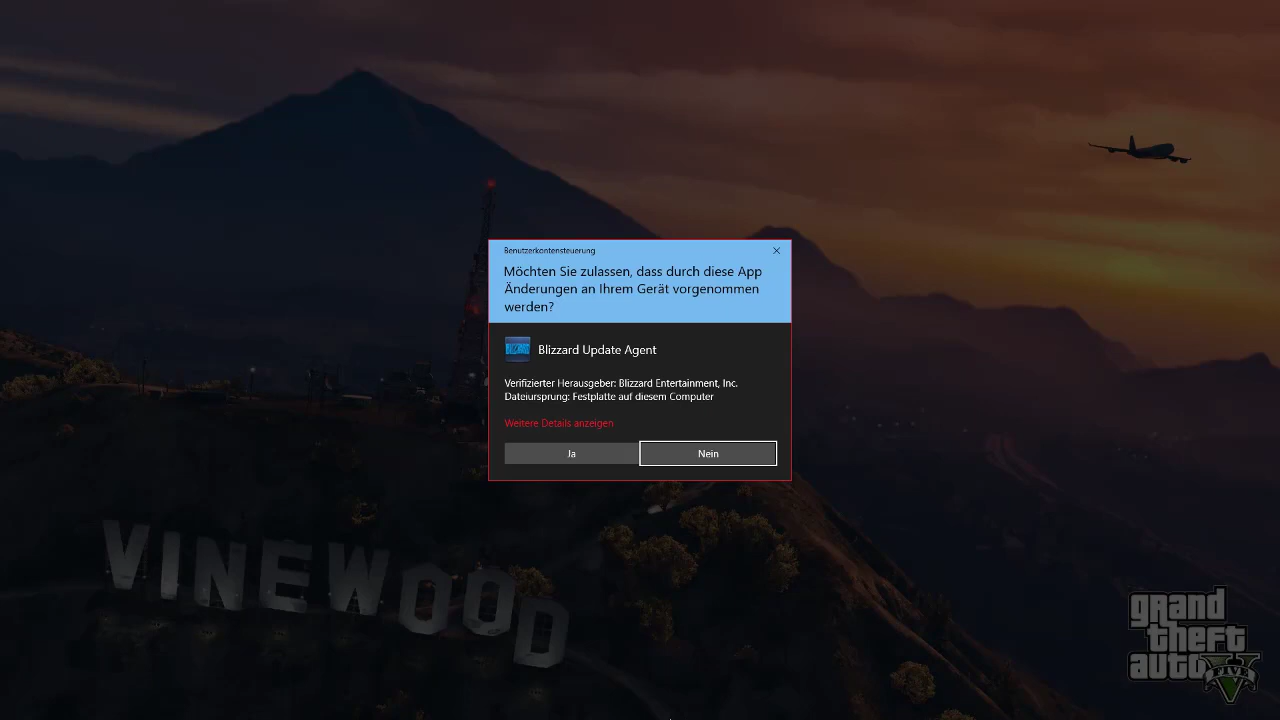 Benutzerkontensteuerung
Möchten Sie zulassen, dass durch diese App
Änderungen an Ihrem Gerät vorgenommen
werden?
Blizzard Update Agent
Verifizierter Herausgeber: Blizzard Entertainment, Inc.
Dateiursprung: Festplatte auf diesem Computer
Weitere Details anzeigen
Ja
Nein
VINEWOOD
grand
theft
auto
FIVE